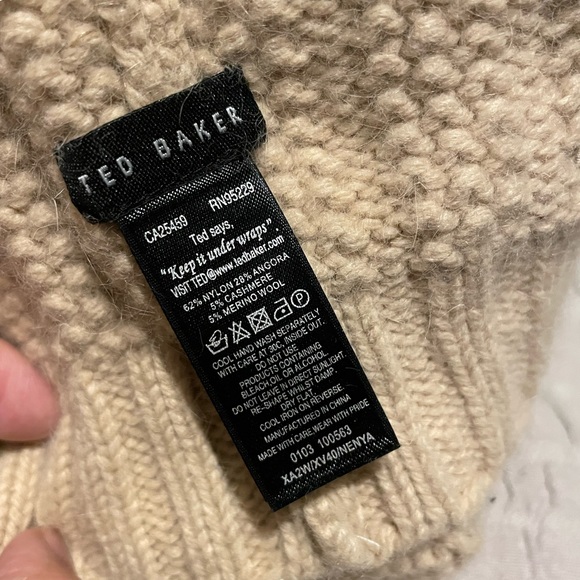 TED BAKER
CA25459 RN95229
Ted says,
"Keep it under wraps".
VISIT TED@www.tedbaker.com
62% NYLON 28% ANGORA
5% CASHMERE
5% MERINO WOOL
COOL HAND WASH SEPARATELY
WITH CARE AT 30C INSIDE OUT.
DO NOT USE
PRODUCTS CONTAINING
BLEACH,OIL OR ALCOHOL.
DO NOT LEAVE IN DIRECT SUNLIGHT.
RE-SHAPE WHILST DAMP.
DRY FLAT.
COOL IRON ON REVERSE
MANUFACTURED IN CHINA
MADE WITH CARE WEAR WITH PRIDE
0103 100563
XA2W/XV40/NENYA